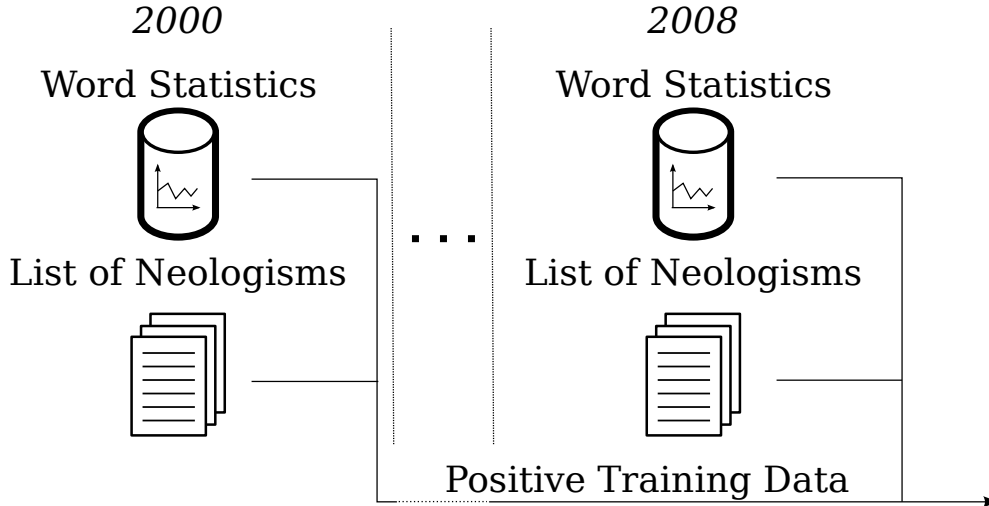 2000
Word Statistics
List of Neologisms
. . .
2008
Word Statistics
List of Neologisms
Positive Training Data